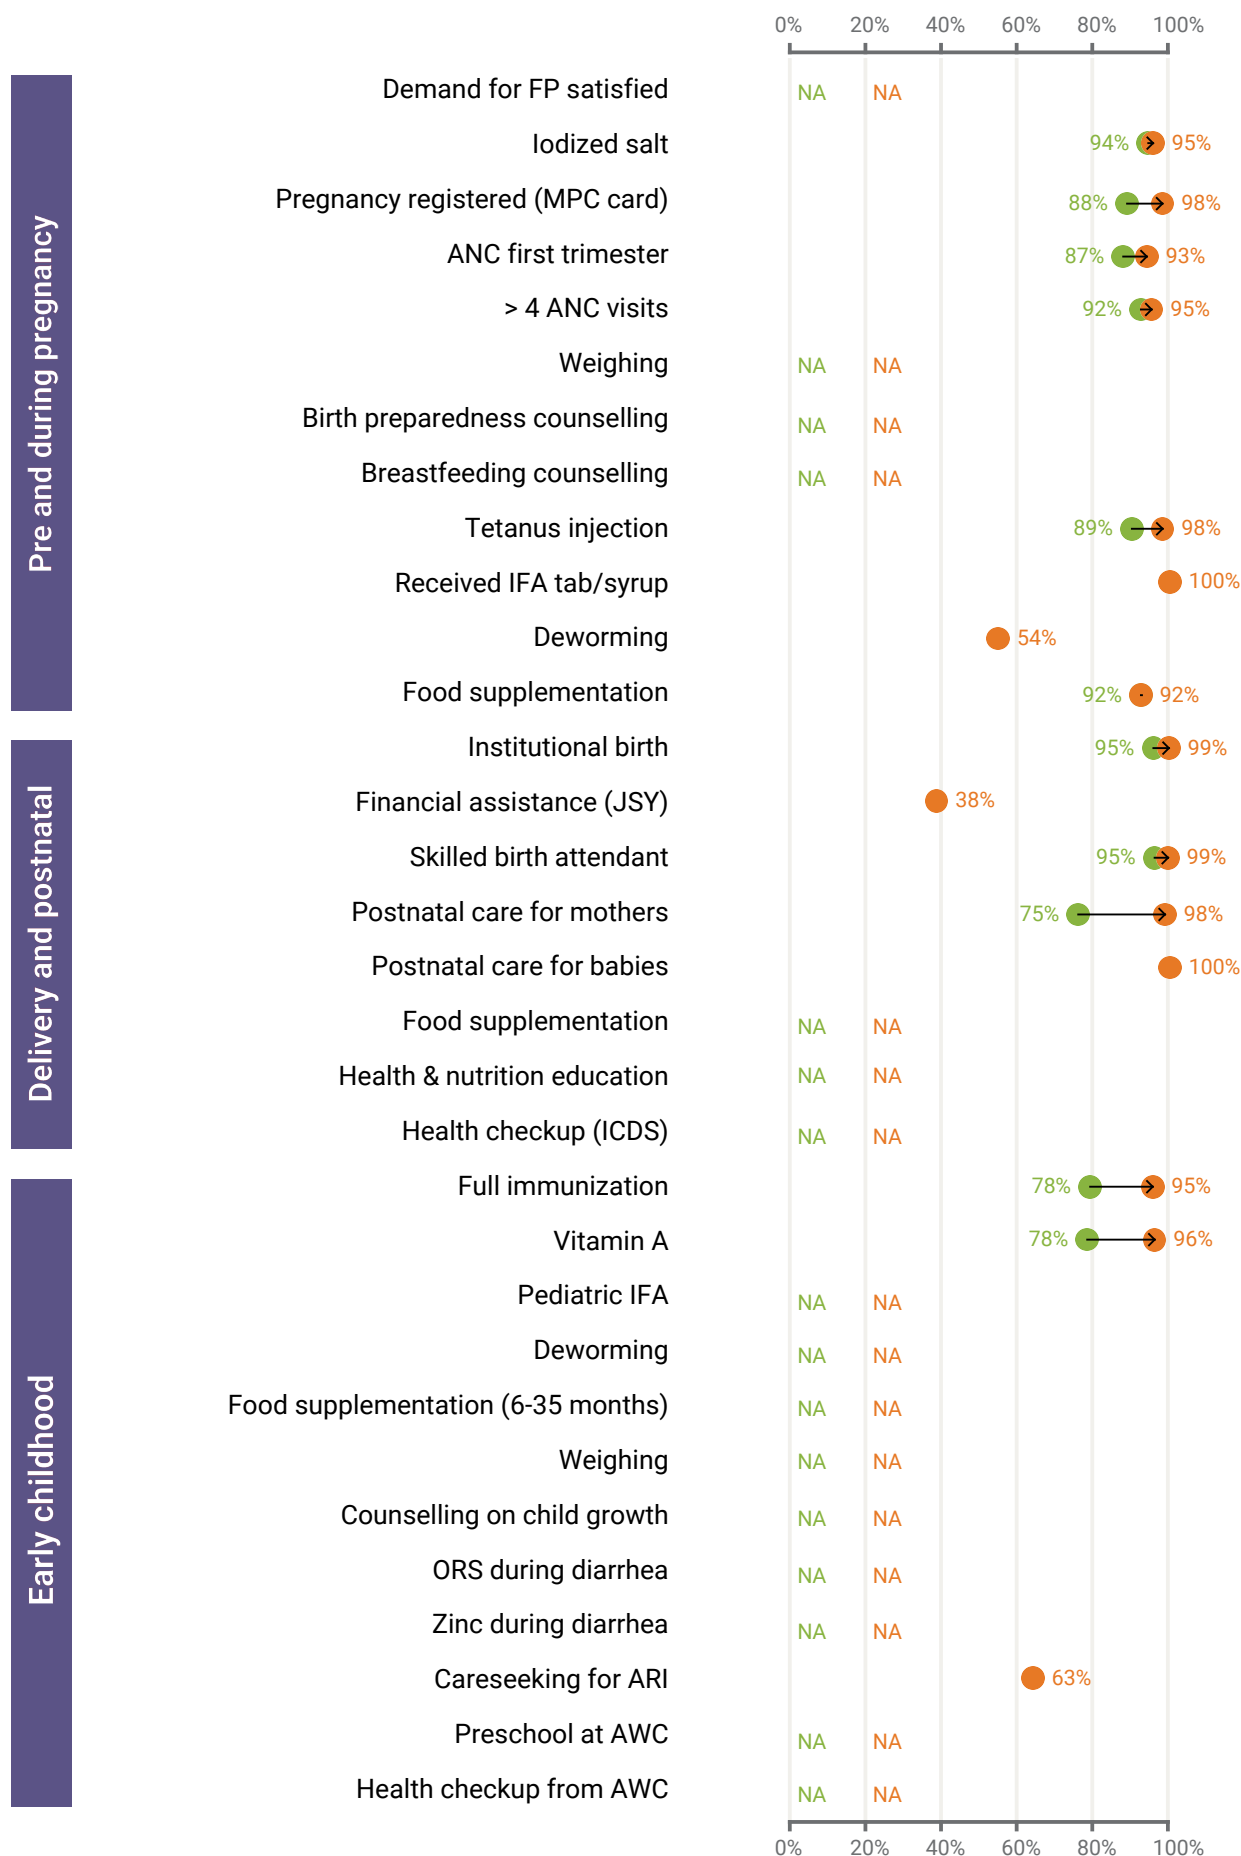 0% 20% 40% 60% 80% 100%
Pre and during pregnancy
Demand for FP satisfied NA NA
Iodized salt 94% 95%
Pregnancy registered (MPC card) 88% 98%
ANC first trimester 87% 93%
> 4 ANC visits 92% 95%
Weighing NA NA
Birth preparedness counselling NA NA
Breastfeeding counselling NA NA
Tetanus injection 89% 98%
Received IFA tab/syrup 100%
Deworming 54%
Food supplementation 92% 92%
Delivery and postnatal
Institutional birth 95% 99%
Financial assistance (JSY) 38%
Skilled birth attendant 95% 99%
Postnatal care for mothers 75% 98%
Postnatal care for babies 100%
Food supplementation NA NA
Health & nutrition education NA NA
Health checkup (ICDS) NA NA
Early childhood
Full immunization 78% 95%
Vitamin A 78% 96%
Pediatric IFA NA NA
Deworming NA NA
Food supplementation (6-35 months) NA NA
Weighing NA NA
Counselling on child growth NA NA
ORS during diarrhea NA NA
Zinc during diarrhea NA NA
Careseeking for ARI 63%
Preschool at AWC NA NA
Health checkup from AWC NA NA
0% 20% 40% 60% 80% 100%